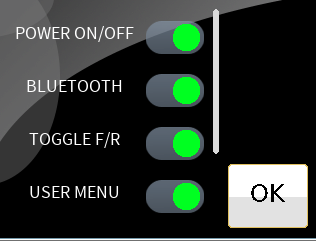 POWER ON/OFF
BLUETOOTH
TOGGLE F/R
USER MENU
OK